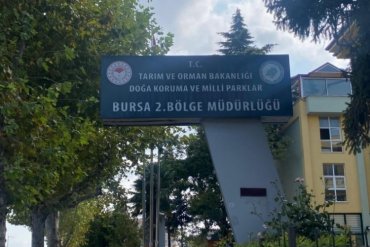 T.C.
TARIM VE ORMAN BAKANLIĞI
DOĞA KORUMA VE MİLLİ PARKLAR
BURSA 2.BÖLGE MÜDÜRLÜĞÜ